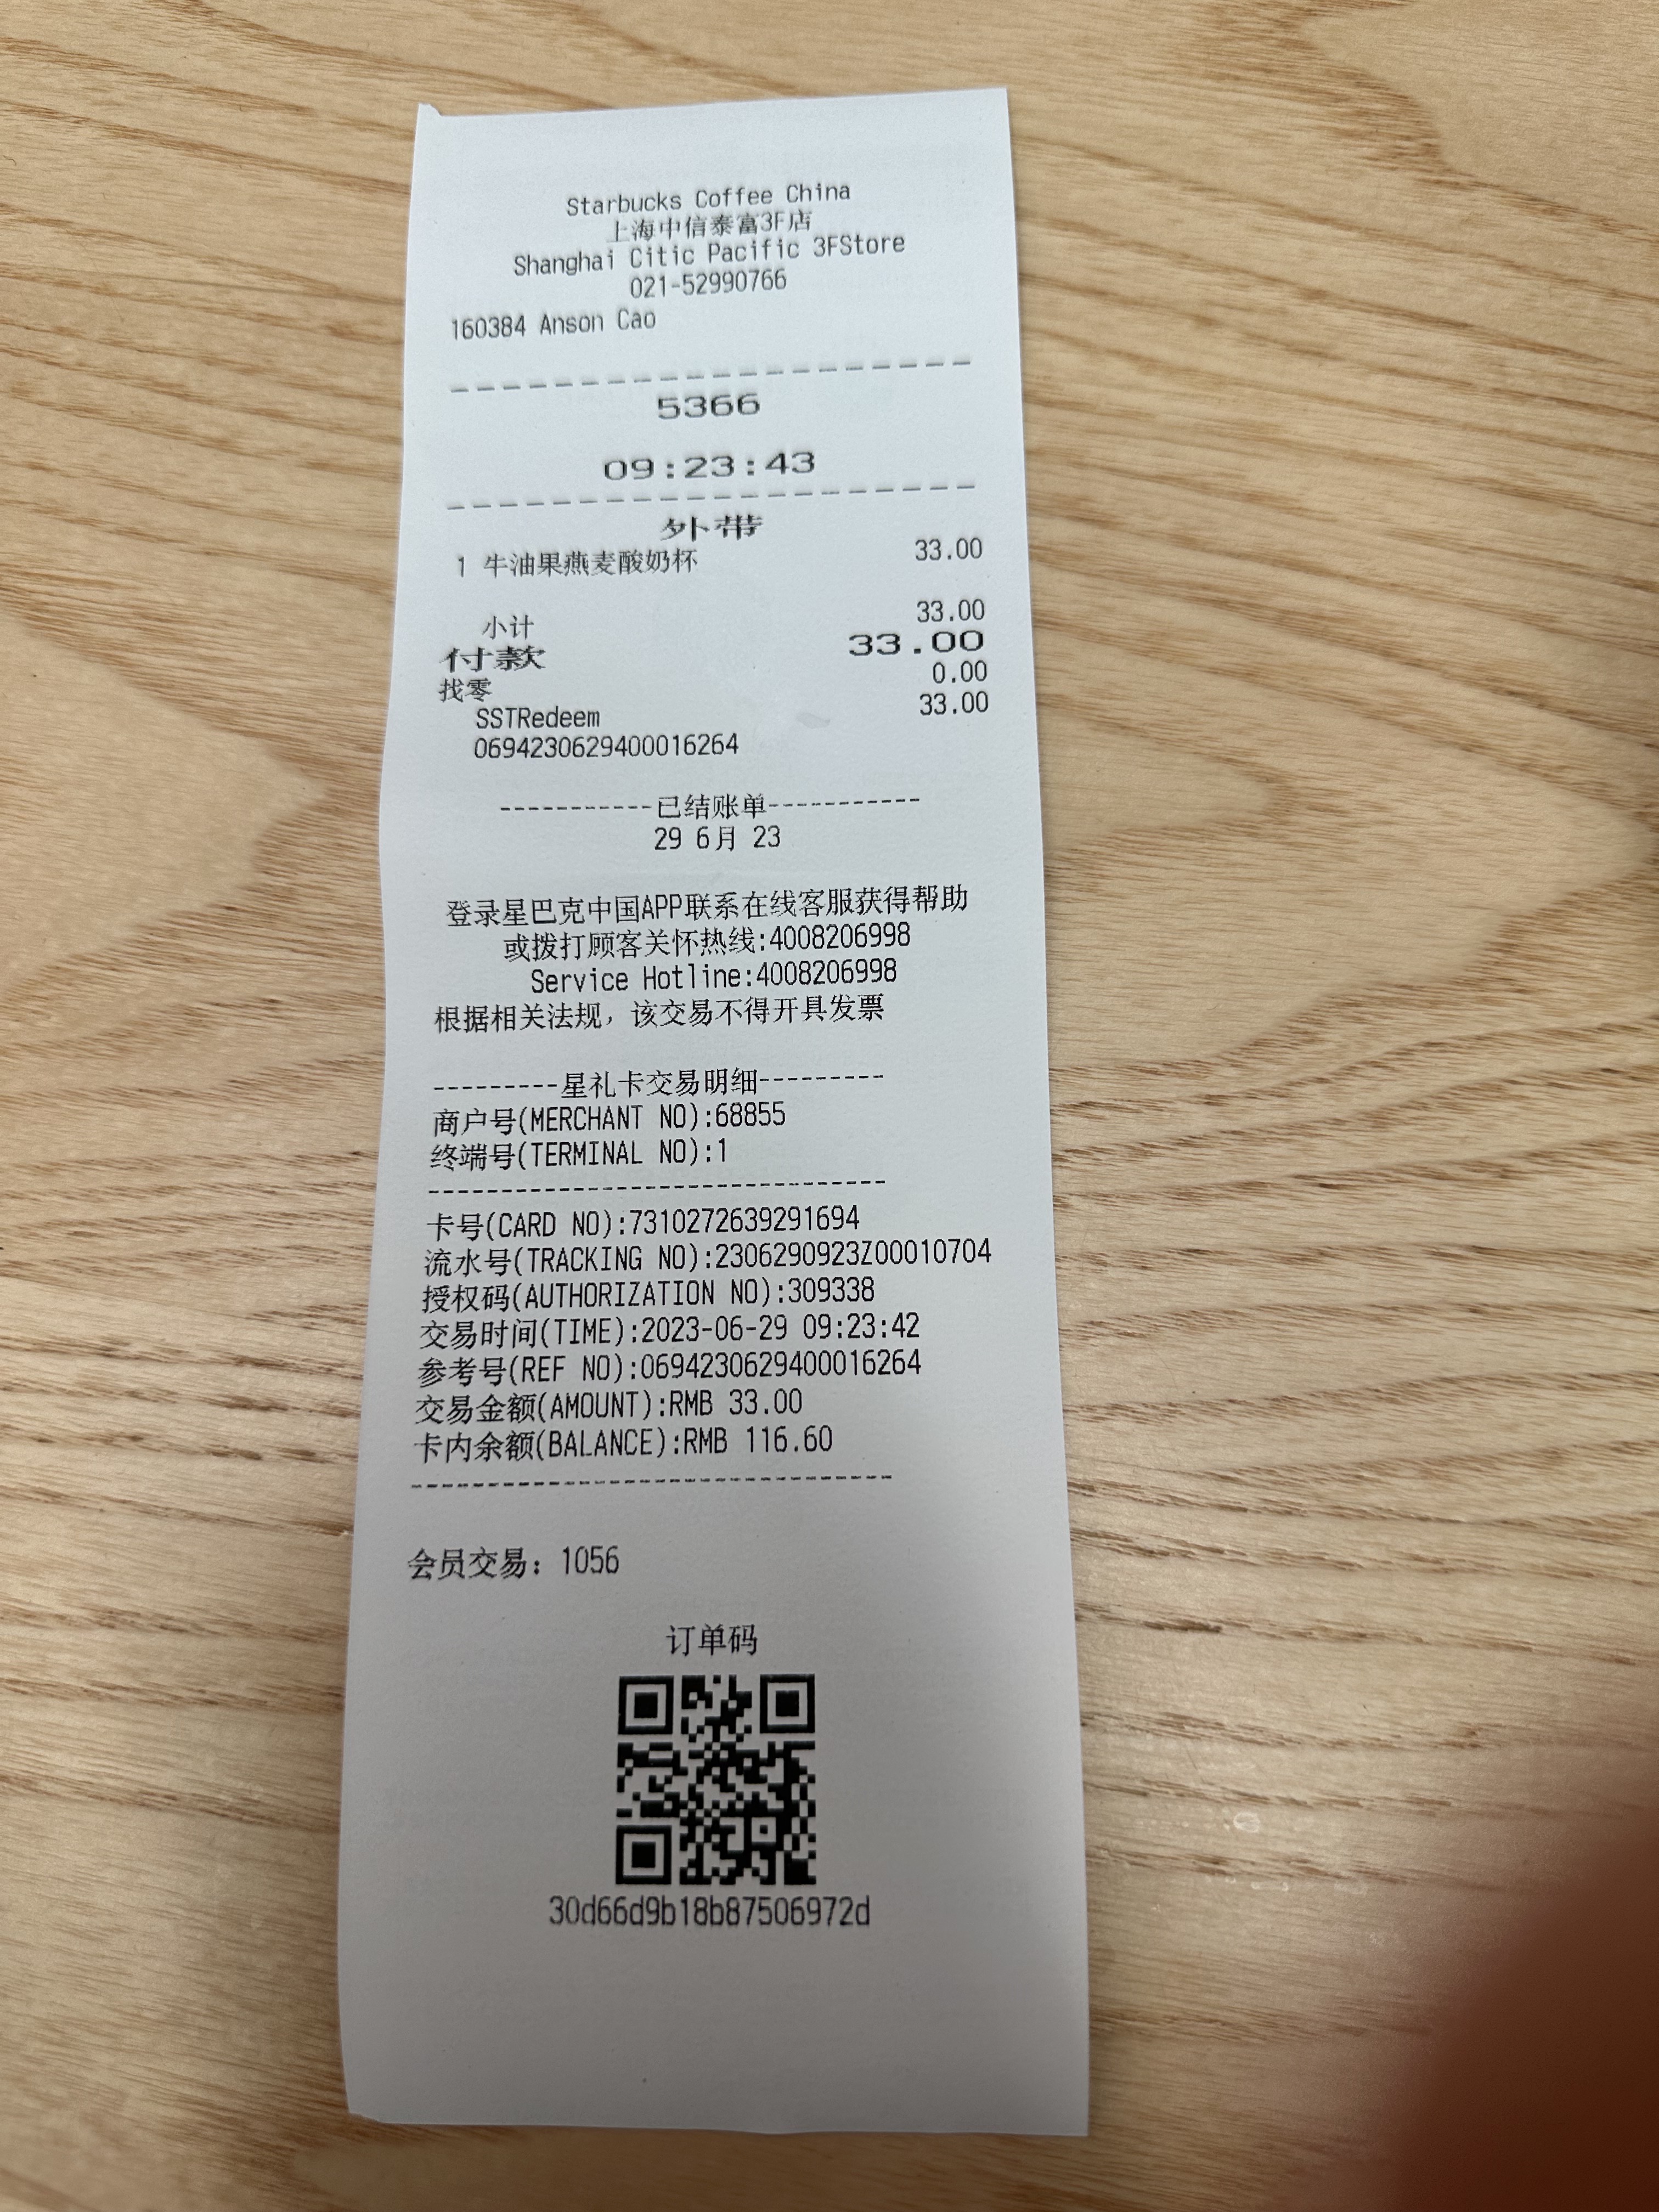 Starbucks Coffee China
上海中信泰富3F店
Shanghai Citic Pacific 3FStore
021-52990766
160384 Anson Cao
--------------------
5366
09:23:43
--------------------
外带
1 牛油果燕麦酸奶杯 33.00
小计 33.00
付款 33.00
找零 0.00
SSTRedeem 33.00
0694230629400016264
-----------已结账单-----------
29 6月 23
登录星巴克中国APP联系在线客服获得帮助
或拨打顾客关怀热线:4008206998
Service Hotline:4008206998
根据相关法规，该交易不得开具发票
---------星礼卡交易明细---------
商户号(MERCHANT NO):68855
终端号(TERMINAL NO):1
--------------------------------
卡号(CARD NO):7310272639291694
流水号(TRACKING NO):2306290923Z00010704
授权码(AUTHORIZATION NO):309338
交易时间(TIME):2023-06-29 09:23:42
参考号(REF NO):0694230629400016264
交易金额(AMOUNT):RMB 33.00
卡内余额(BALANCE):RMB 116.60
--------------------------------
会员交易：1056
订单码
30d66d9b18b87506972d